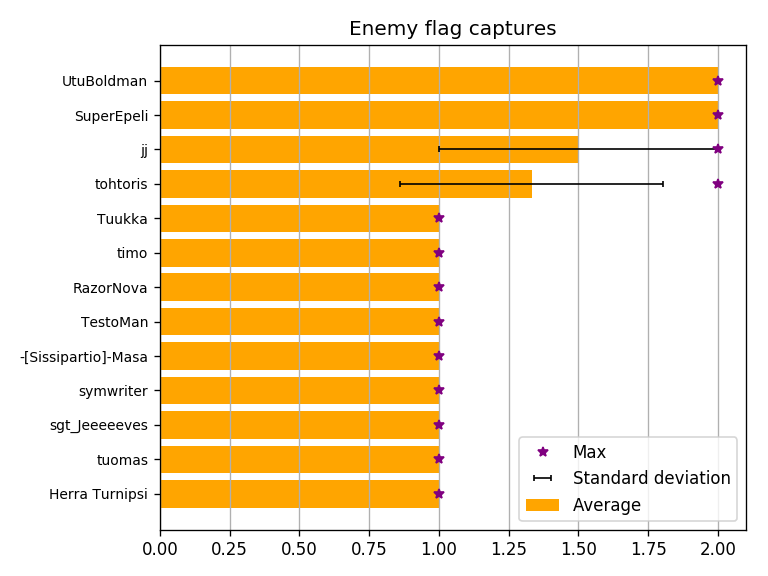 Enemy flag captures
UtuBoldman
SuperEpeli
jj
tohtoris
Tuukka
timo
RazorNova
TestoMan
-[Sissipartio]-Masa
symwriter
sgt_Jeeeeeves
tuomas
Herra Turnipsi
Max
Standard deviation
Average
0.00 0.25 0.50 0.75 1.00 1.25 1.50 1.75 2.00